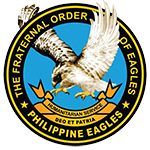 THE FRATERNAL ORDER OF EAGLES
HUMANITARIAN SERVICE
DEO ET PATRIA
PHILIPPINE EAGLES